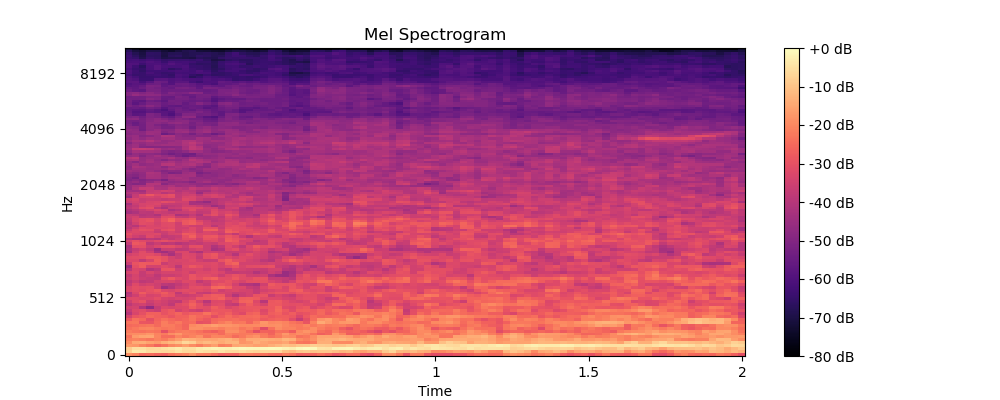 Mel Spectrogram
Hz
8192
4096
2048
1024
512
0
0
0.5
1
1.5
2
Time
+0 dB
-10 dB
-20 dB
-30 dB
-40 dB
-50 dB
-60 dB
-70 dB
-80 dB